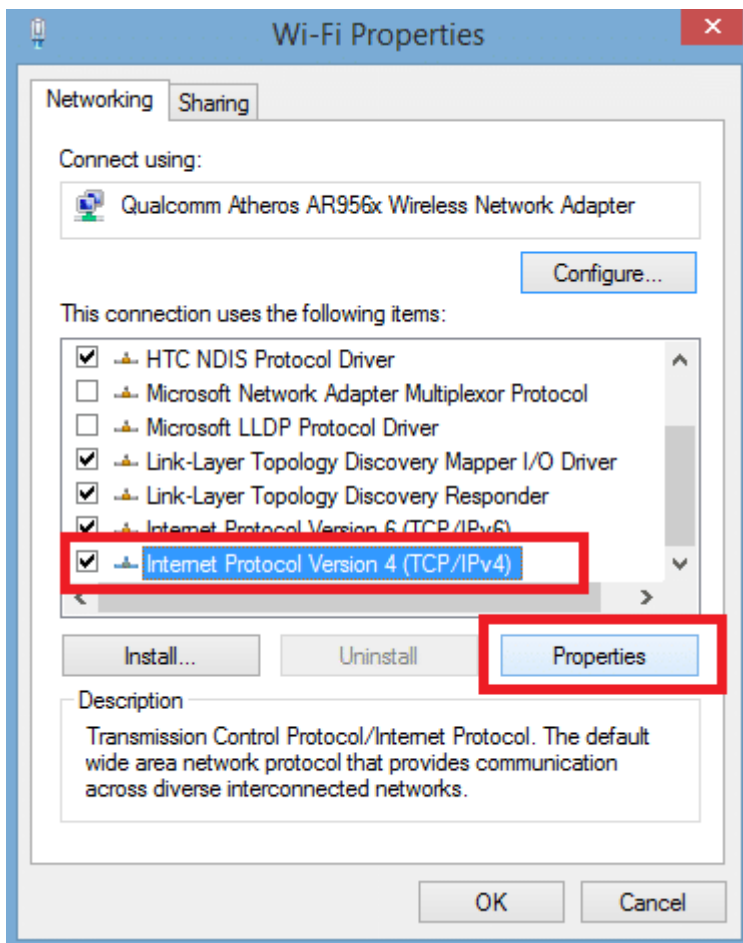 Wi-Fi Properties
Networking
Sharing
Connect using:
Qualcomm Atheros AR956x Wireless Network Adapter
Configure...
This connection uses the following items:
HTC NDIS Protocol Driver
Microsoft Network Adapter Multiplexor Protocol
Microsoft LLDP Protocol Driver
Link-Layer Topology Discovery Mapper I/O Driver
Link-Layer Topology Discovery Responder
Internet Protocol Version 6 (TCP/IPv6)
Internet Protocol Version 4 (TCP/IPv4)
Install...
Uninstall
Properties
Description
Transmission Control Protocol/Internet Protocol. The default
wide area network protocol that provides communication
across diverse interconnected networks.
OK
Cancel